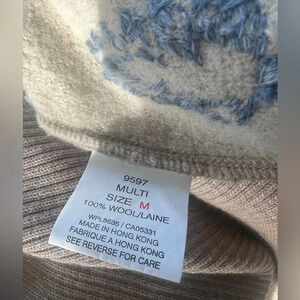 9597
MULTI
SIZE M
100% WOOL/LAINE
WPL6635 / CA05331
MADE IN HONG KONG
FABRIQUE A HONG KONG
SEE REVERSE FOR CARE